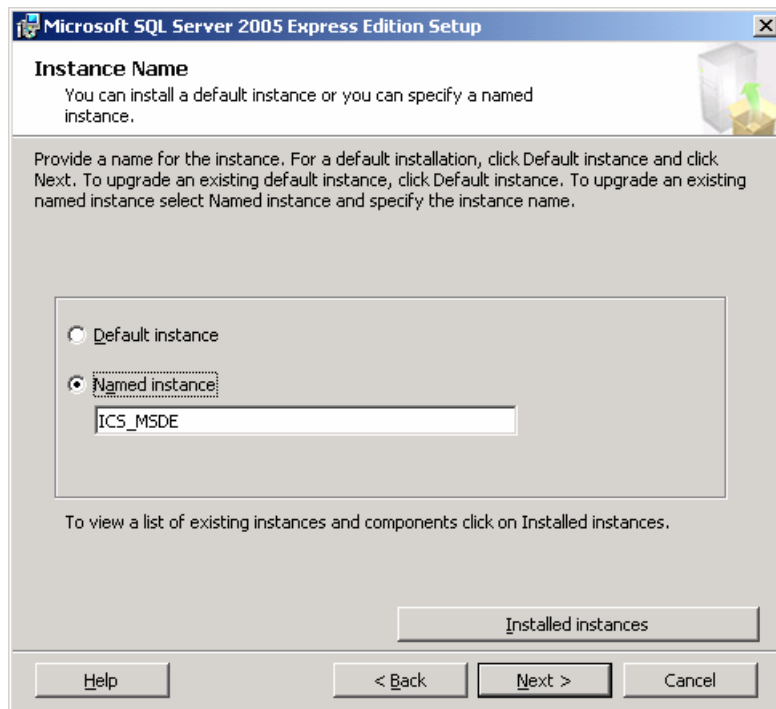 Microsoft SQL Server 2005 Express Edition Setup
Instance Name
You can install a default instance or you can specify a named
instance.
Provide a name for the instance. For a default installation, click Default instance and click
Next. To upgrade an existing default instance, click Default instance. To upgrade an existing
named instance select Named instance and specify the instance name.
Default instance
Named instance
ICS_MSDE
To view a list of existing instances and components click on Installed instances.
Installed instances
Help
< Back
Next >
Cancel